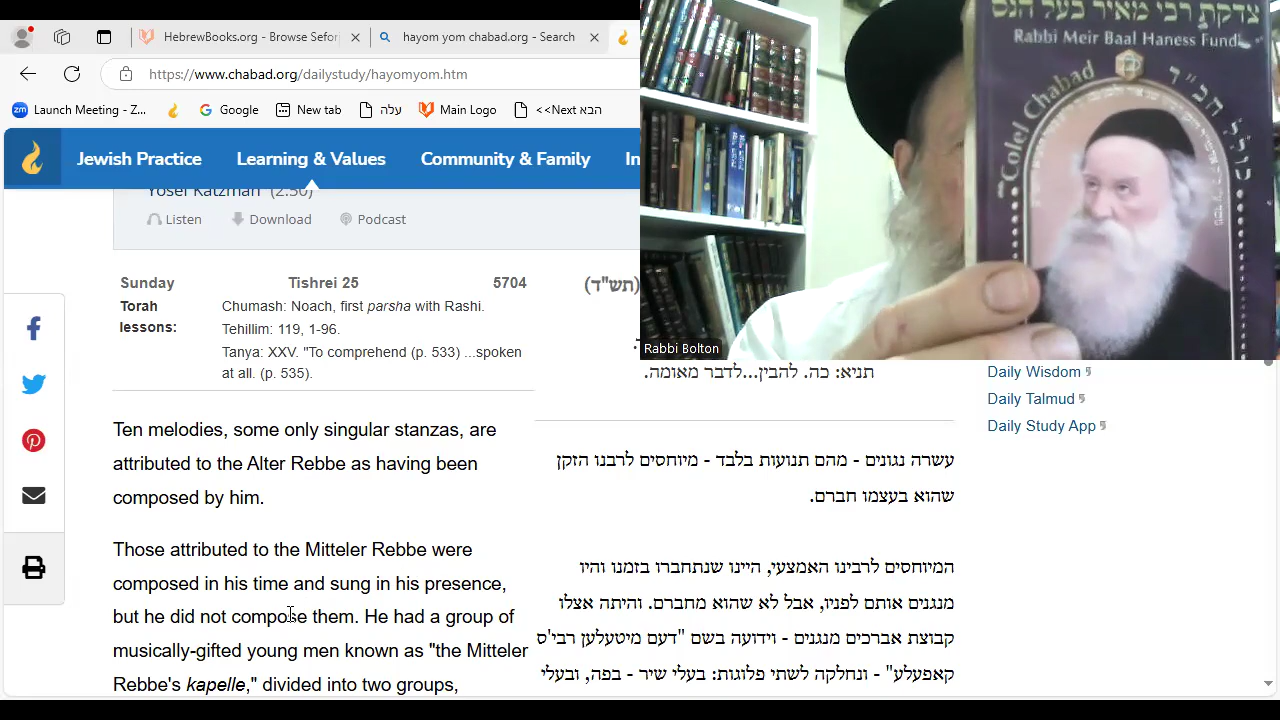 HebrewBooks.org - Browse Sefor
hayom yom chabad.org - Search
https://www.chabad.org/dailystudy/hayomyom.htm
zm
Launch Meeting - Z...
Google
New tab
עלה
Main Logo
<<Next הבא
Jewish Practice
Learning & Values
Community & Family
In
Yosef Katzman (2:50)
Listen
Download
Podcast
Sunday
Tishrei 25
5704
(תש"ד)
Torah lessons:
Chumash: Noach, first parsha with Rashi.
Tehillim: 119, 1-96.
Tanya: XXV. "To comprehend (p. 533) ...spoken
at all. (p. 535).
תניא: כה. להבין...לדבר מאומה.
Ten melodies, some only singular stanzas, are
attributed to the Alter Rebbe as having been
composed by him.
Those attributed to the Mitteler Rebbe were
composed in his time and sung in his presence,
but he did not compose them. He had a group of
musically-gifted young men known as "the Mitteler
Rebbe's kapelle," divided into two groups,
עשרה נגונים - מהם תנועות בלבד - מיוחסים לרבנו הזקן
שהוא בעצמו חברם.
המיוחסים לרבינו האמצעי, היינו שנתחברו בזמנו והיו
מנגנים אותם לפניו, אבל לא שהוא מחברם. והיתה אצלו
קבוצת אברכים מנגנים - וידועה בשם "דעם מיטעלען רבי'ס
קאפעלע" - ונחלקה לשתי פלוגות: בעלי שיר - בפה, ובעלי
Daily Wisdom
Daily Talmud
Daily Study App
צדקת רבי מאיר בעל הנס
Rabbi Meir Baal Haness Fund
Colel Chabad
Rabbi Bolton